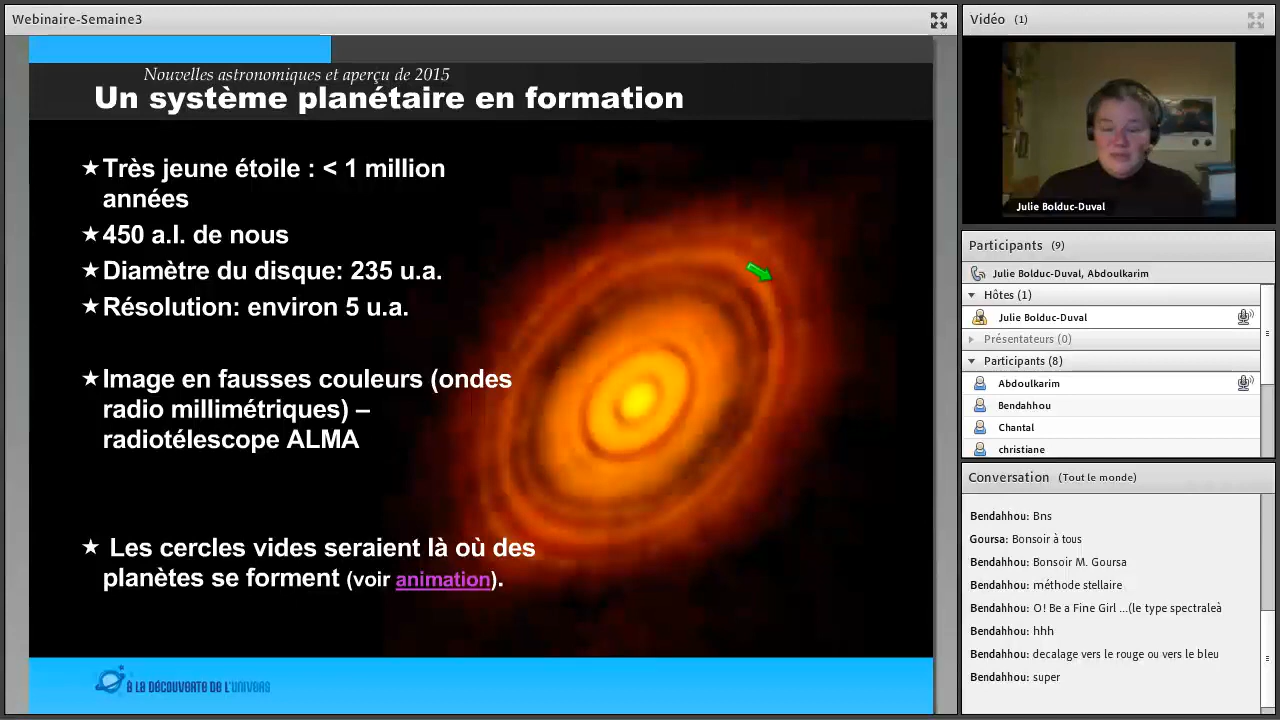 Webinaire-Semaine3
Nouvelles astronomiques et aperçu de 2015
Un système planétaire en formation
★Très jeune étoile : < 1 million
années
★450 a.l. de nous
★Diamètre du disque: 235 u.a.
★Résolution: environ 5 u.a.
★Image en fausses couleurs (ondes
radio millimétriques) –
radiotélescope ALMA
★ Les cercles vides seraient là où des
planètes se forment (voir animation).
À LA DÉCOUVERTE DE L'UNIVERS
Vidéo (1)
Julie Bolduc-Duval
Participants (9)
Julie Bolduc-Duval, Abdoulkarim
Hôtes (1)
Julie Bolduc-Duval
Présentateurs (0)
Participants (8)
Abdoulkarim
Bendahhou
Chantal
christiane
Conversation (Tout le monde)
Bendahhou: Bns
Goursa: Bonsoir à tous
Bendahhou: Bonsoir M. Goursa
Bendahhou: méthode stellaire
Bendahhou: O! Be a Fine Girl ...(le type spectraleà
Bendahhou: hhh
Bendahhou: decalage vers le rouge ou vers le bleu
Bendahhou: super